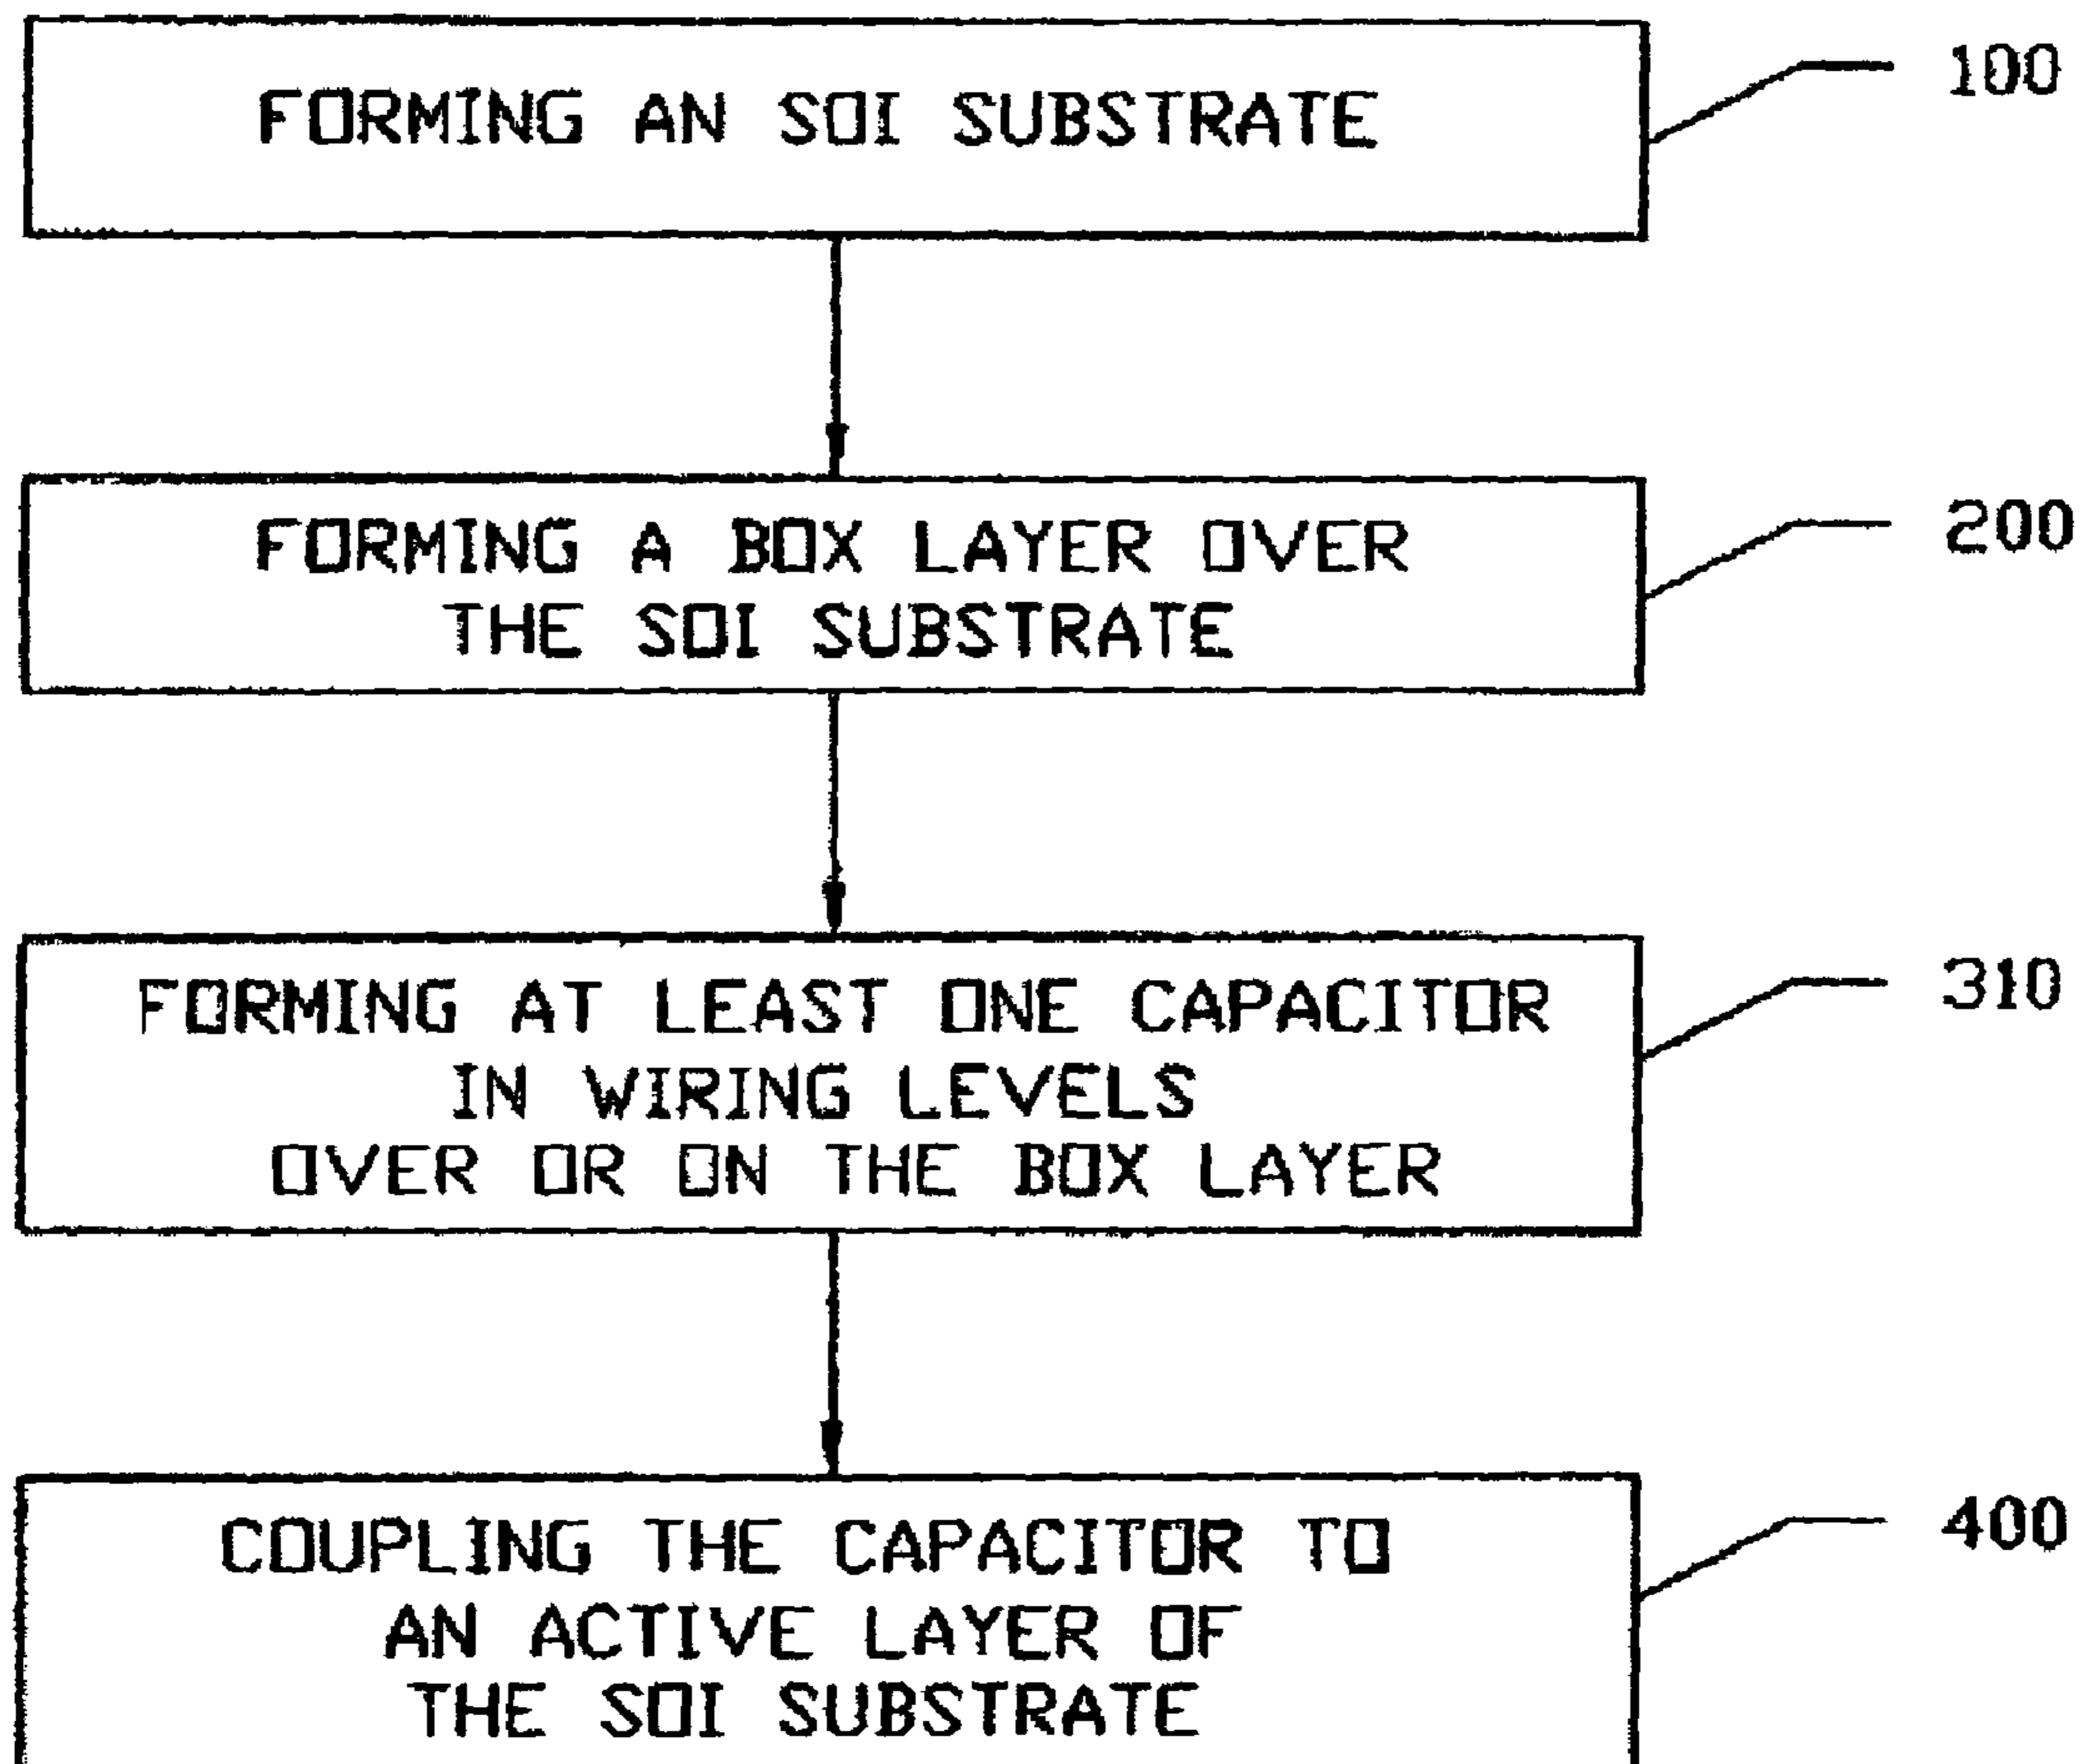 FORMING AN SOI SUBSTRATE
100
FORMING A BOX LAYER OVER
THE SOI SUBSTRATE
200
FORMING AT LEAST ONE CAPACITOR
IN WIRING LEVELS
OVER OR ON THE BOX LAYER
310
COUPLING THE CAPACITOR TO
AN ACTIVE LAYER OF
THE SOI SUBSTRATE
400